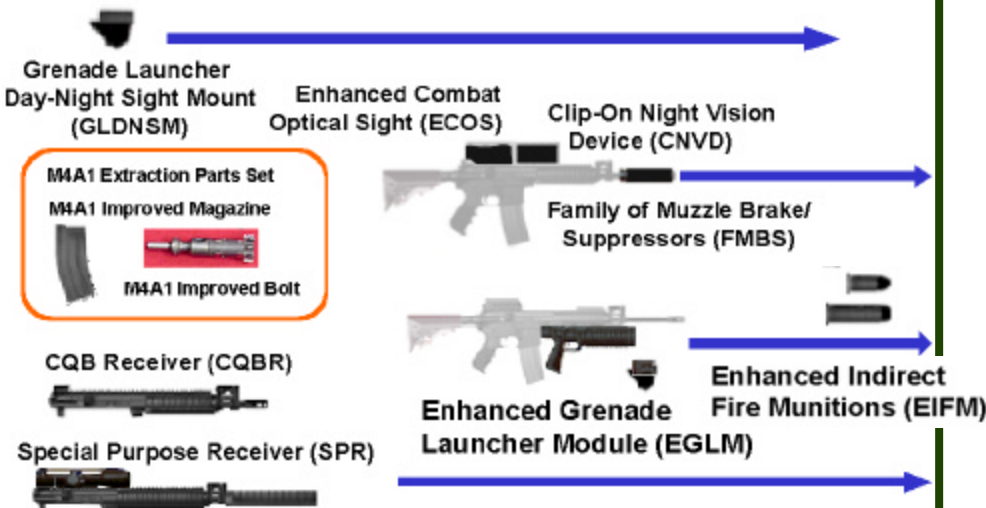 Grenade Launcher
Day-Night Sight Mount
(GLDNSM)
Enhanced Combat
Optical Sight (ECOS)
Clip-On Night Vision
Device (CNVD)
M4A1 Extraction Parts Set
M4A1 Improved Magazine
M4A1 Improved Bolt
Family of Muzzle Brake/
Suppressors (FMBS)
CQB Receiver (CQBR)
Enhanced Grenade
Launcher Module (EGLM)
Enhanced Indirect
Fire Munitions (EIFM)
Special Purpose Receiver (SPR)